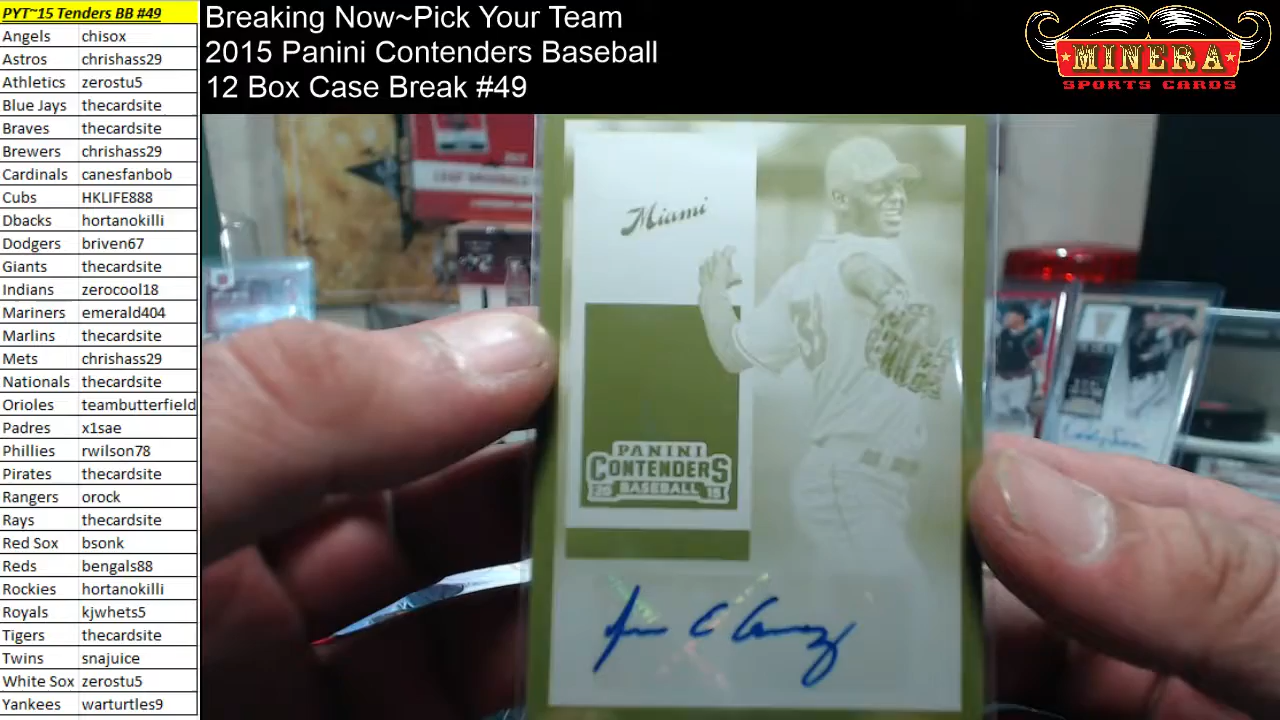 PYT~15 Tenders BB #49
Angels chisox
Astros chrishass29
Athletics zerostu5
Blue Jays thecardsite
Braves thecardsite
Brewers chrishass29
Cardinals canesfanbob
Cubs HKLIFE888
Dbacks hortanokilli
Dodgers briven67
Giants thecardsite
Indians zerocool18
Mariners emerald404
Marlins thecardsite
Mets chrishass29
Nationals thecardsite
Orioles teambutterfield
Padres x1sae
Phillies rwilson78
Pirates thecardsite
Rangers orock
Rays thecardsite
Red Sox bsonk
Reds bengals88
Rockies hortanokilli
Royals kjwhets5
Tigers thecardsite
Twins snajuice
White Sox zerostu5
Yankees warturtles9
Breaking Now~Pick Your Team
2015 Panini Contenders Baseball
12 Box Case Break #49
MINERA
SPORTS CARDS
Miami
PANINI
CONTENDERS
20 BASEBALL 15